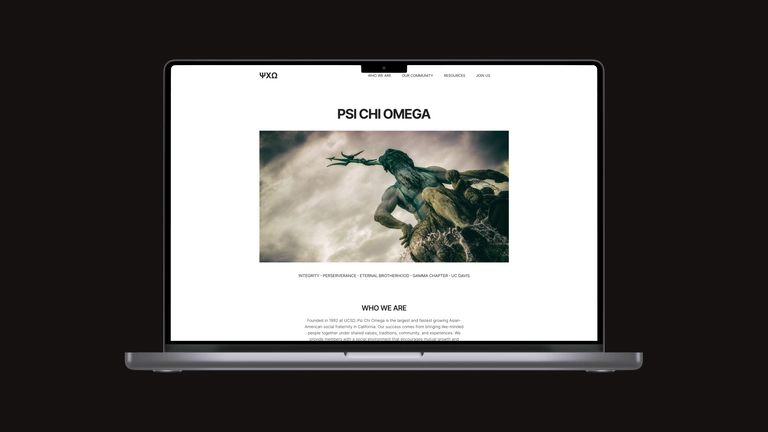 ΨΧΩ
WHO WE ARE OUR COMMUNITY RESOURCES JOIN US
PSI CHI OMEGA
INTEGRITY - PERSERVERANCE - ETERNAL BROTHERHOOD - GAMMA CHAPTER - UC DAVIS
WHO WE ARE
Founded in 1992 at UCSD, Psi Chi Omega is the largest and fastest growing Asian-
American social fraternity in California. Our success comes from bringing like-minded
people together under shared values, traditions, community, and experiences. We
provide members with a social environment that encourages mutual growth and